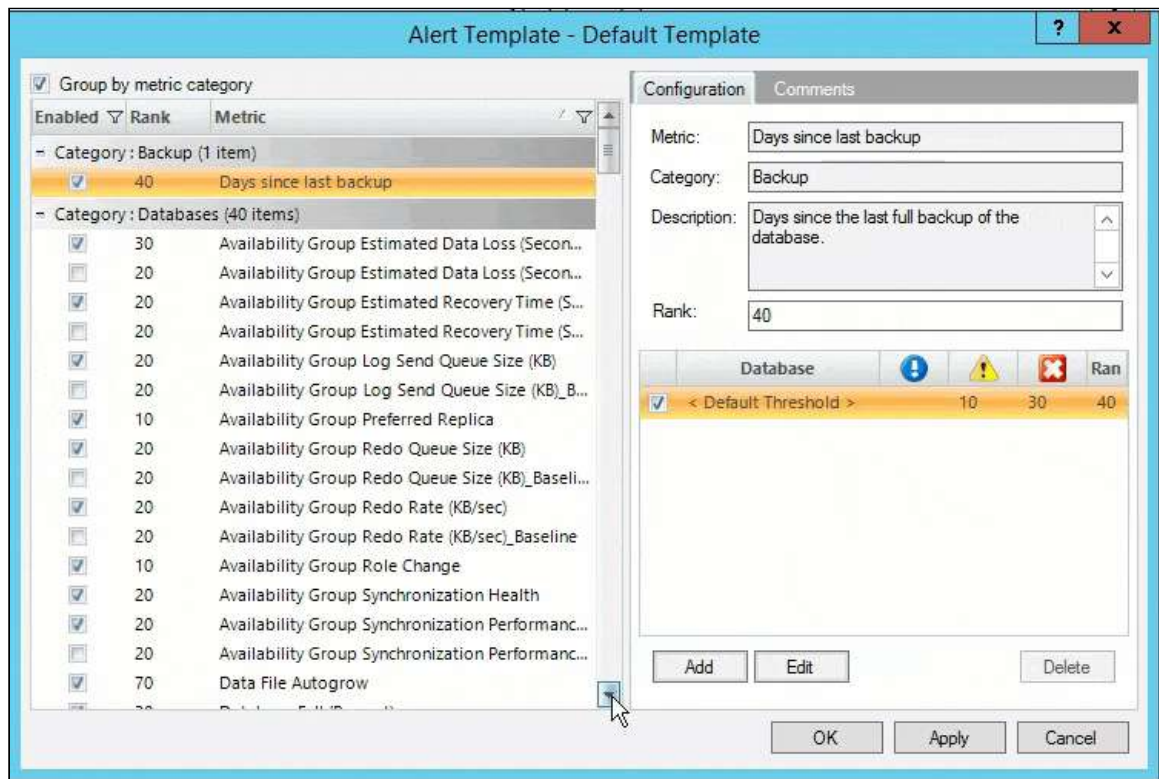 Alert Template - Default Template
?
x
Group by metric category
Enabled Rank Metric
Category : Backup (1 item)
40 Days since last backup
Category : Databases (40 items)
30 Availability Group Estimated Data Loss (Secon...
20 Availability Group Estimated Data Loss (Secon...
20 Availability Group Estimated Recovery Time (S...
20 Availability Group Estimated Recovery Time (S...
20 Availability Group Log Send Queue Size (KB)
20 Availability Group Log Send Queue Size (KB)_B...
10 Availability Group Preferred Replica
20 Availability Group Redo Queue Size (KB)
20 Availability Group Redo Queue Size (KB)_Baseli...
20 Availability Group Redo Rate (KB/sec)
20 Availability Group Redo Rate (KB/sec)_Baseline
10 Availability Group Role Change
20 Availability Group Synchronization Health
20 Availability Group Synchronization Performanc...
20 Availability Group Synchronization Performanc...
70 Data File Autogrow
Configuration Comments
Metric: Days since last backup
Category: Backup
Description: Days since the last full backup of the
database.
Rank: 40
Database Ran
< Default Threshold > 10 30 40
Add Edit Delete
OK Apply Cancel